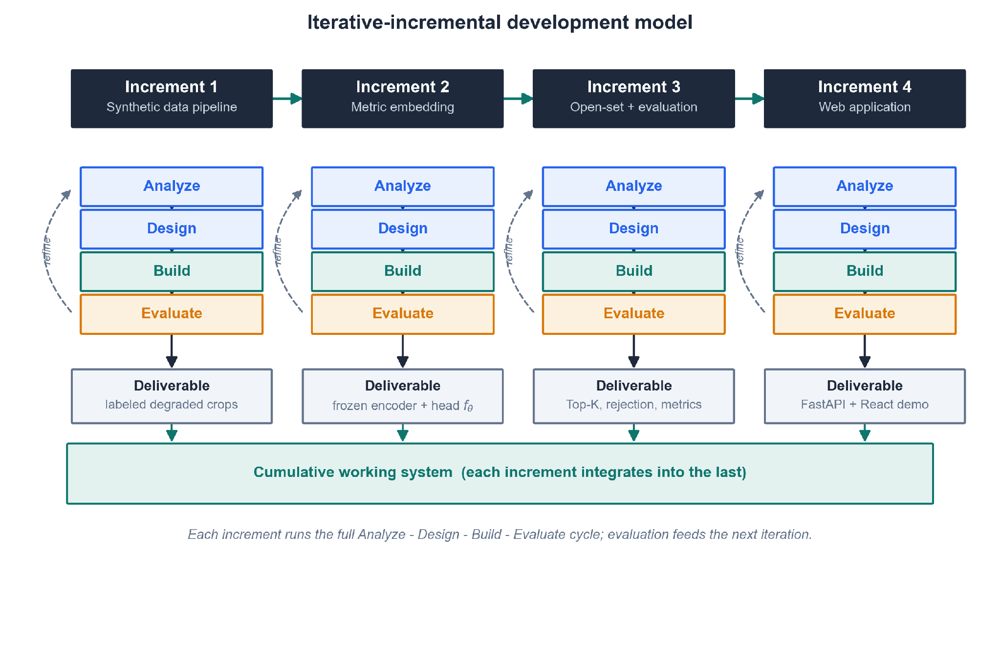 Iterative-incremental development model
Increment 1
Synthetic data pipeline
Increment 2
Metric embedding
Increment 3
Open-set + evaluation
Increment 4
Web application
Analyze
Design
Build
Evaluate
refine
Analyze
Design
Build
Evaluate
refine
Analyze
Design
Build
Evaluate
refine
Analyze
Design
Build
Evaluate
refine
Deliverable
labeled degraded crops
Deliverable
frozen encoder + head fθ
Deliverable
Top-K, rejection, metrics
Deliverable
FastAPI + React demo
Cumulative working system (each increment integrates into the last)
Each increment runs the full Analyze - Design - Build - Evaluate cycle; evaluation feeds the next iteration.